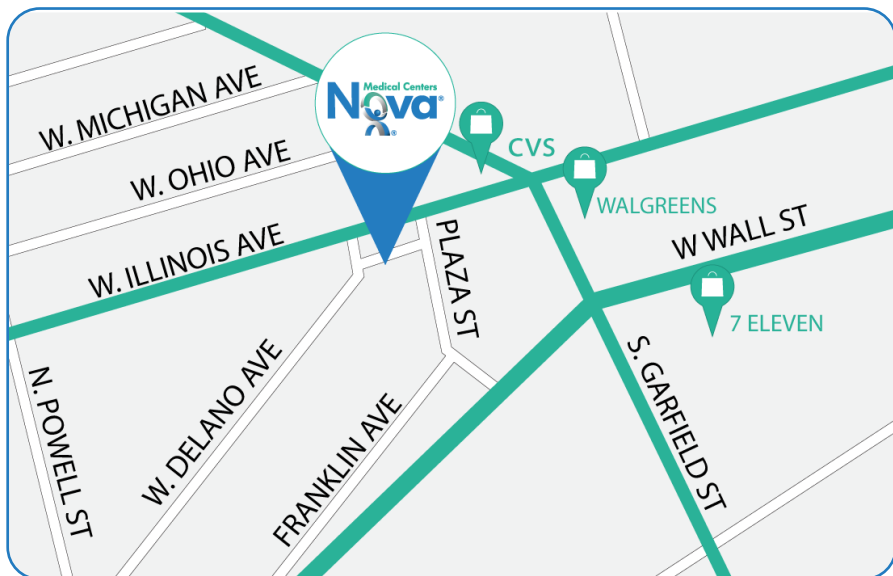 Medical Centers
Nova®
®
W. MICHIGAN AVE
CVS
W. OHIO AVE
WALGREENS
W. ILLINOIS AVE
PLAZA ST
W WALL ST
7 ELEVEN
N. POWELL ST
W. DELANO AVE
FRANKLIN AVE
S. GARFIELD ST